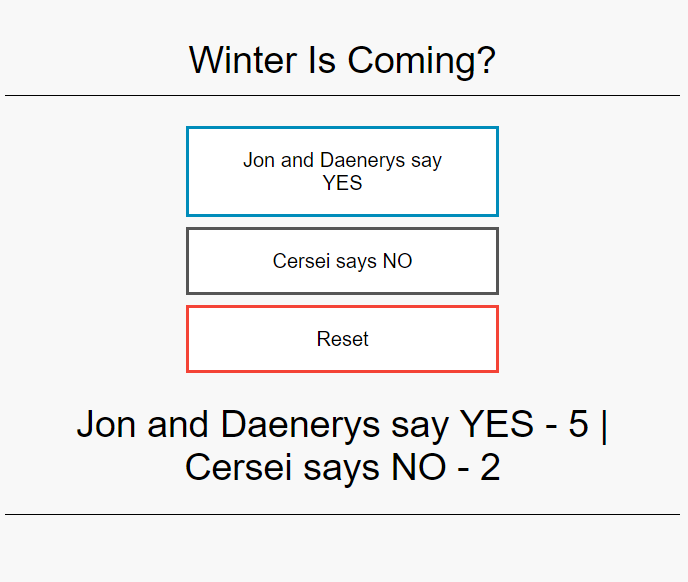 Winter Is Coming?
Jon and Daenerys say
YES
Cersei says NO
Reset
Jon and Daenerys say YES - 5 |
Cersei says NO - 2